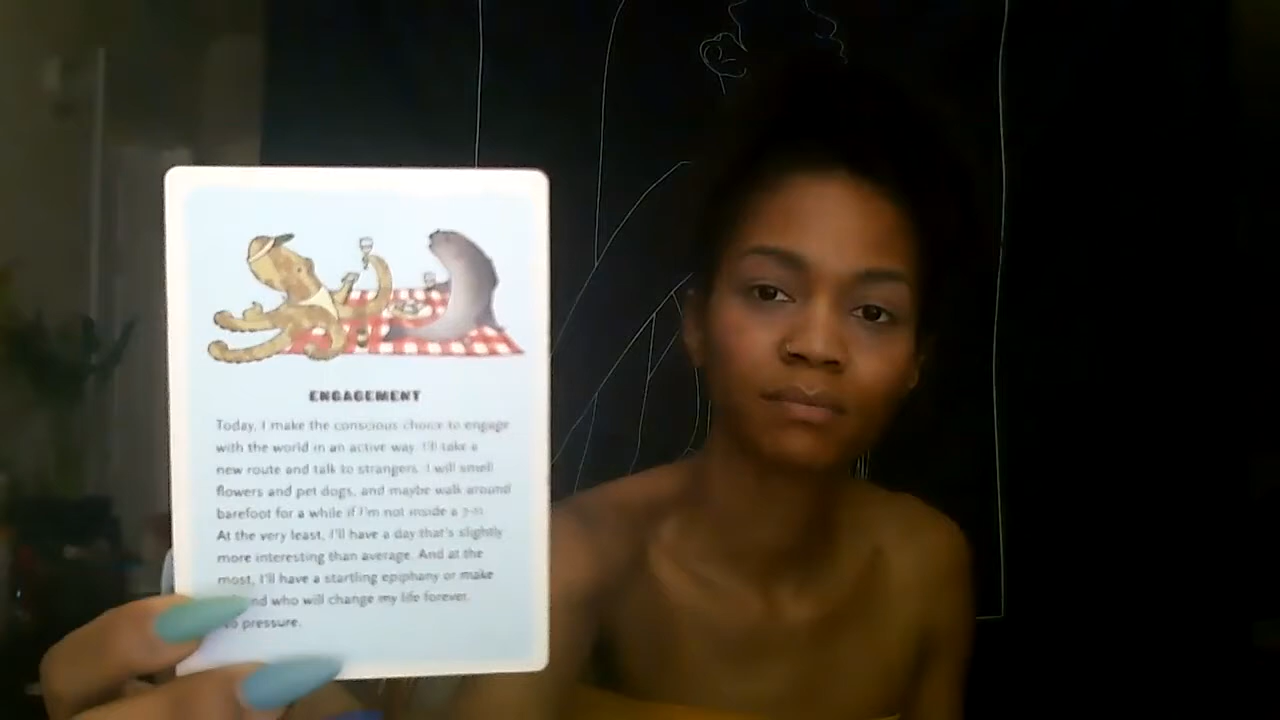 ENGAGEMENT
Today, I make the conscious choice to engage
with the world in an active way. I'll take a
new route and talk to strangers. I will smell
flowers and pet dogs, and maybe walk around
barefoot for a while if I'm not inside a 7-11.
At the very least, I'll have a day that's slightly
more interesting than average. And at the
most, I'll have a startling epiphany or make
who will change my life forever.
pressure.